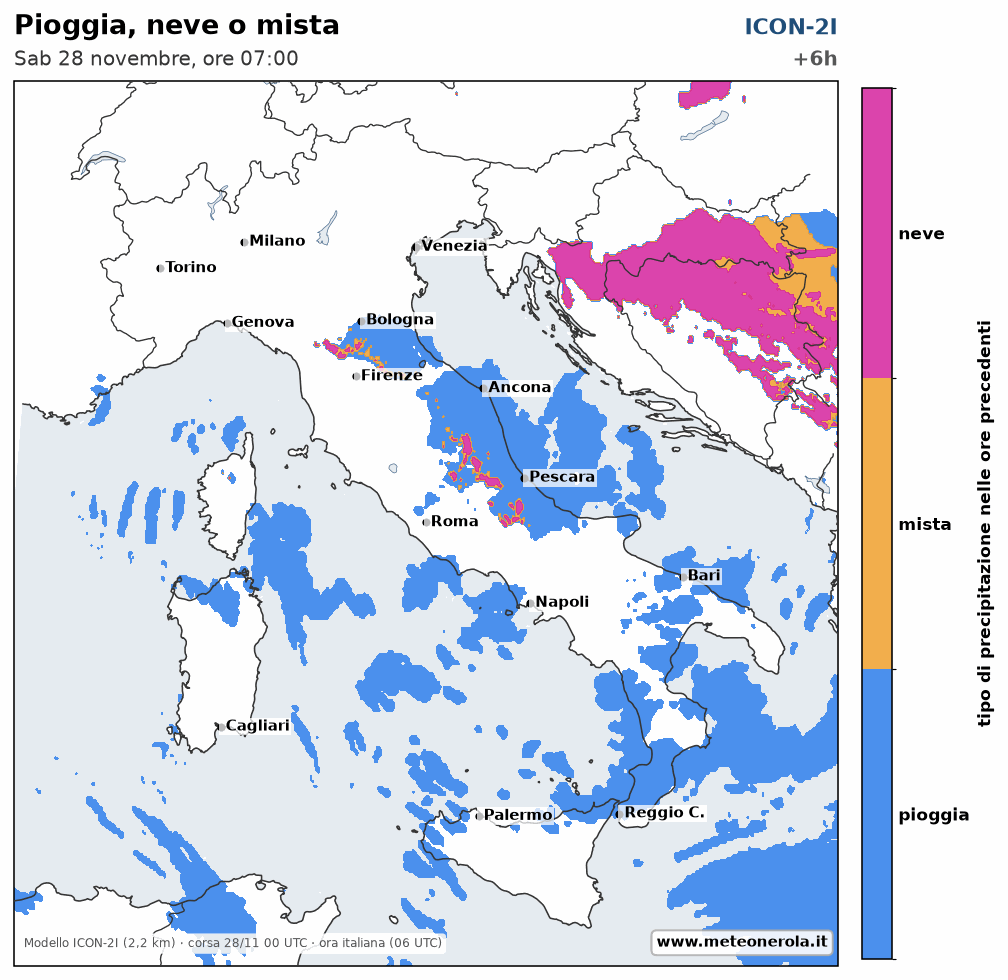 Pioggia, neve o mista
ICON-2I
Sab 28 novembre, ore 07:00
+6h
neve
mista
pioggia
tipo di precipitazione nelle ore precedenti
Milano
Venezia
Torino
Genova
Bologna
Firenze
Ancona
Pescara
Roma
Bari
Napoli
Cagliari
Palermo
Reggio C.
Modello ICON-2I (2,2 km) · corsa 28/11 00 UTC · ora italiana (06 UTC)
www.meteonerola.it